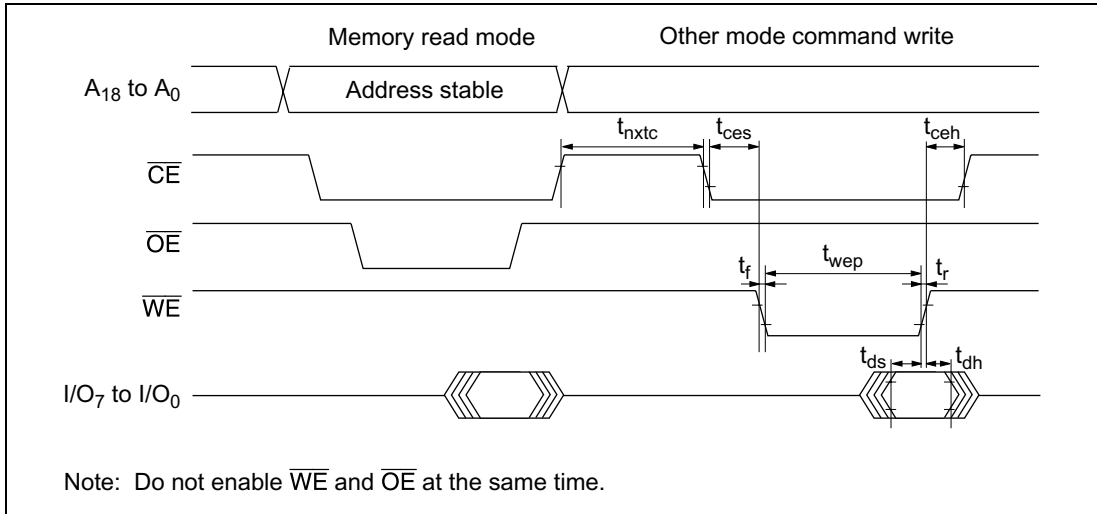 Memory read mode Other mode command write
A18 to A0 Address stable
tnxtc tces tceh
CE
OE
tf twep tr
WE
tds tdh
I/O7 to I/O0
Note: Do not enable WE and OE at the same time.